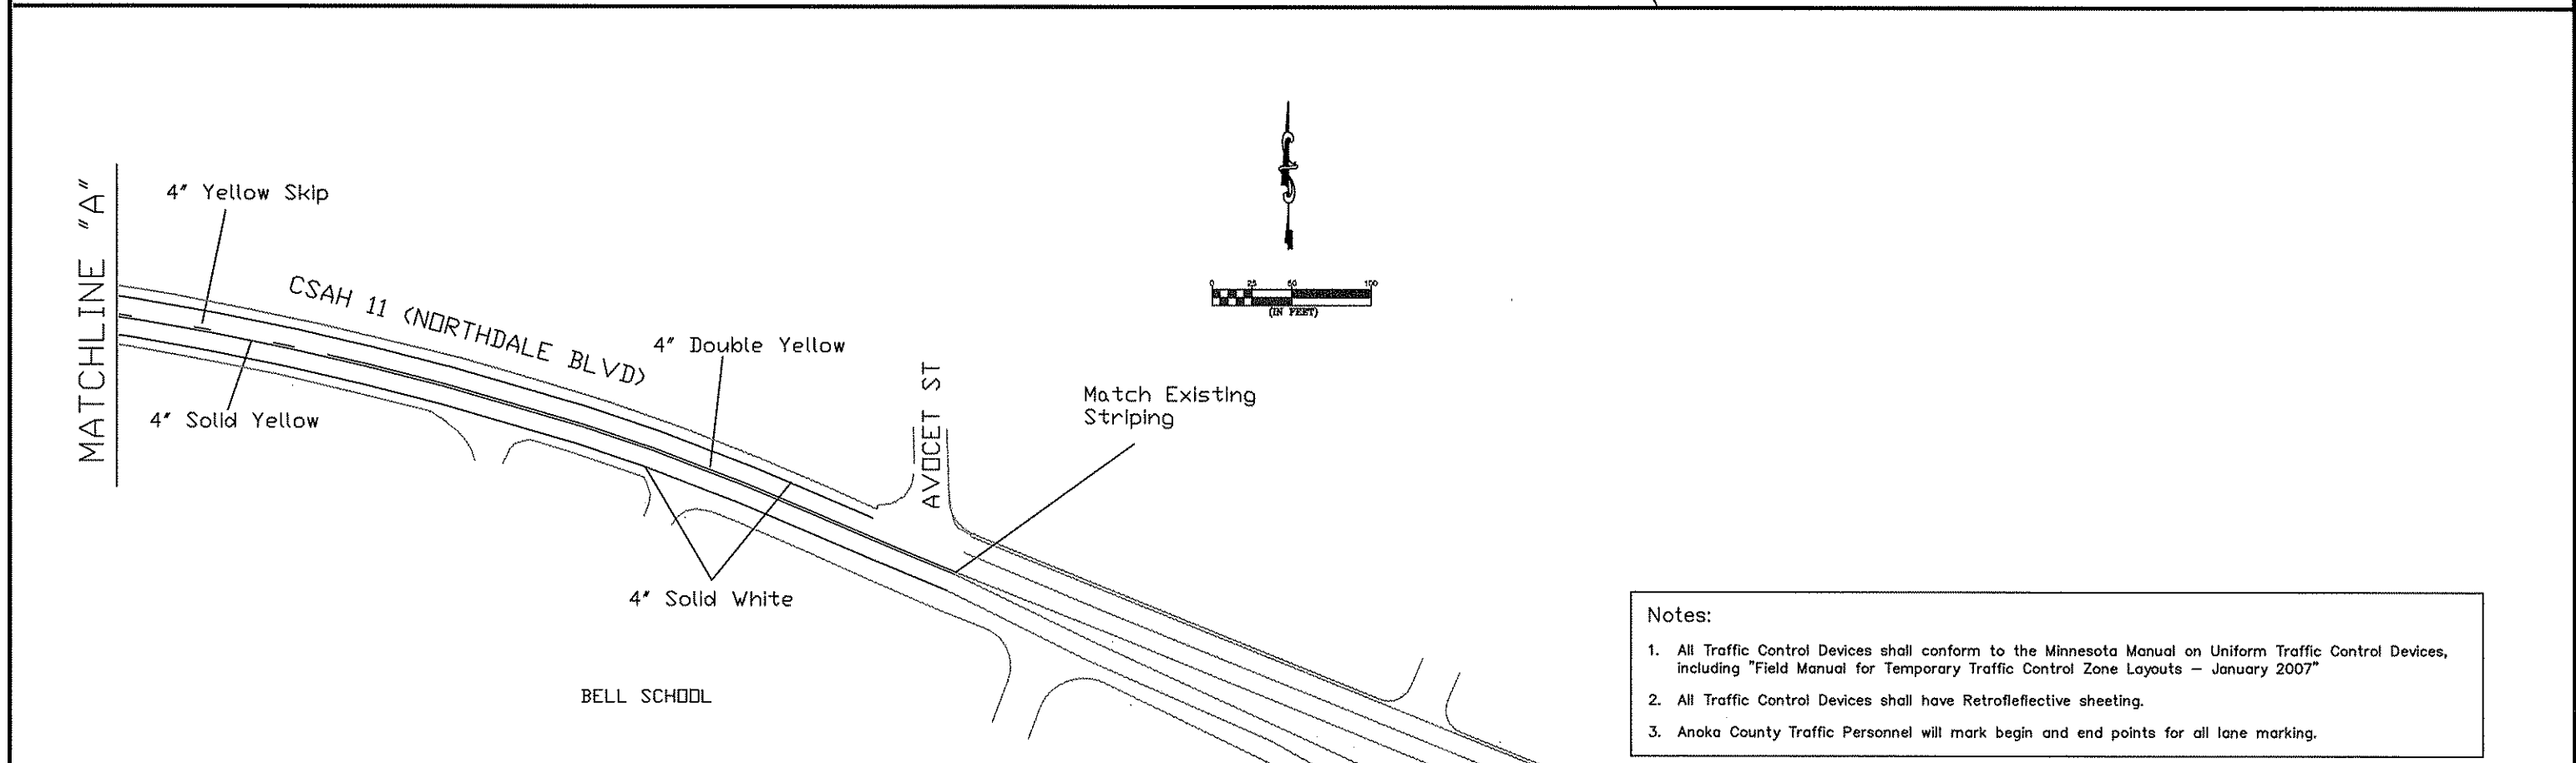 MATCHLINE "A"
4" Yellow Skip
CSAH 11 (NORTHDALE BLVD)
4" Solid Yellow
4" Double Yellow
AVOCET ST
Match Existing
Striping
4" Solid White
BELL SCHOOL
0 25 50 100
(IN FEET)
Notes:
1. All Traffic Control Devices shall conform to the Minnesota Manual on Uniform Traffic Control Devices,
including "Field Manual for Temporary Traffic Control Zone Layouts – January 2007"
2. All Traffic Control Devices shall have Retrofleflective sheeting.
3. Anoka County Traffic Personnel will mark begin and end points for all lane marking.